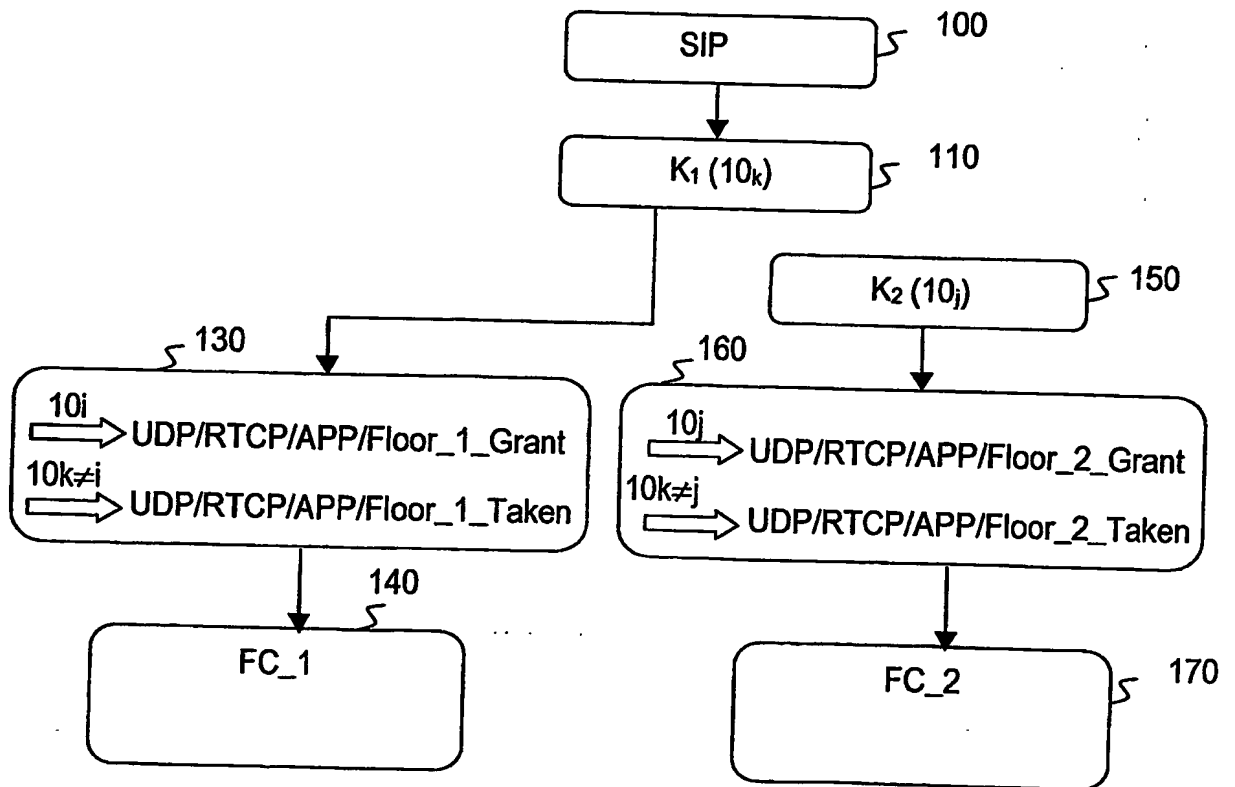 SIP
100
K₁ (10ₖ)
110
K₂ (10ⱼ)
150
130
10i
UDP/RTCP/APP/Floor_1_Grant
10k≠i
UDP/RTCP/APP/Floor_1_Taken
160
10j
UDP/RTCP/APP/Floor_2_Grant
10k≠j
UDP/RTCP/APP/Floor_2_Taken
140
FC_1
FC_2
170